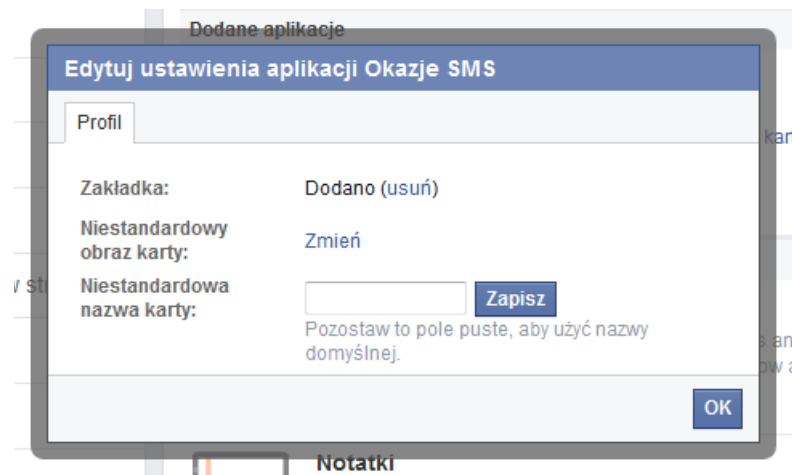 Dodane aplikacje
Edytuj ustawienia aplikacji Okazje SMS
Profil
Zakładka: Dodano (usuń)
Niestandardowy
obraz karty: Zmień
Niestandardowa
nazwa karty: Zapisz
Pozostaw to pole puste, aby użyć nazwy
domyślnej.
OK
Notatki